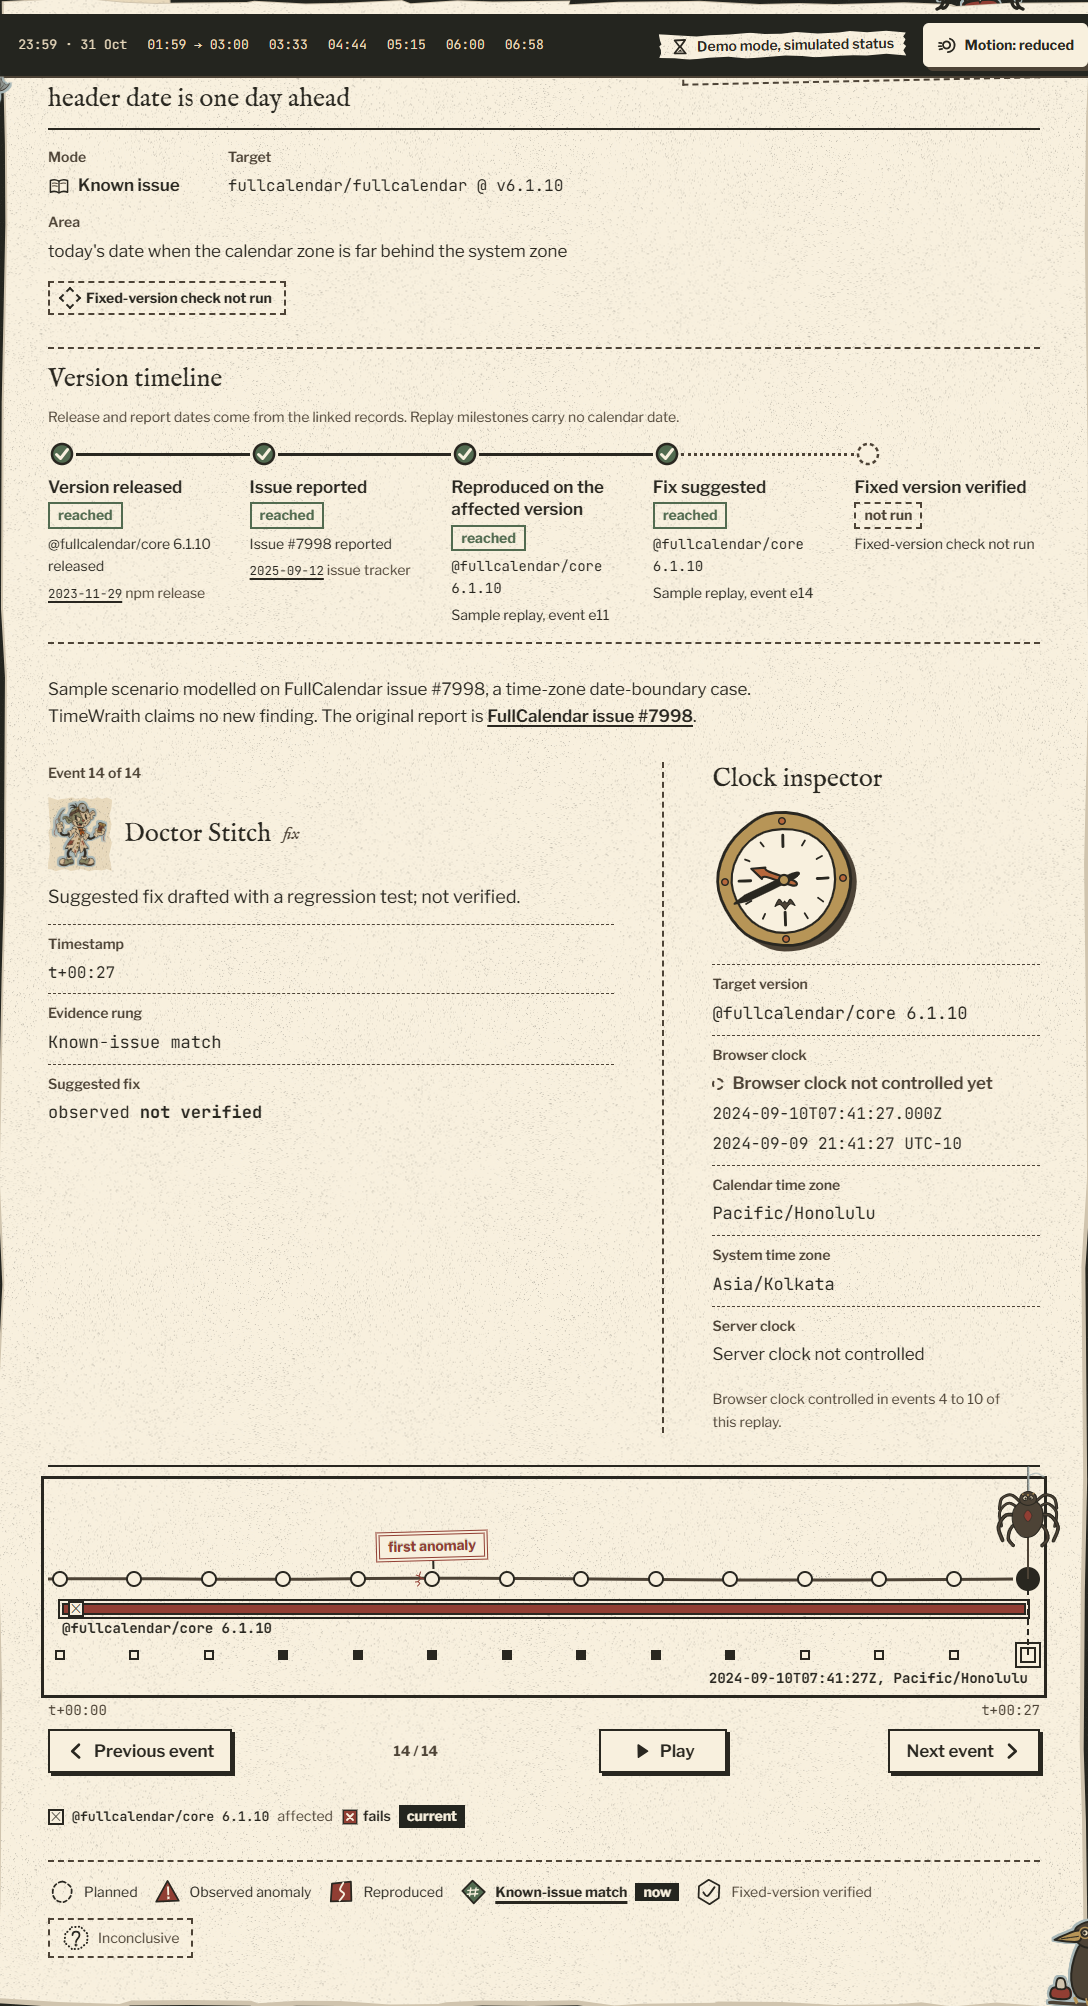 23:59 · 31 Oct 01:59 → 03:00 03:33 04:44 05:15 06:00 06:58
Demo mode, simulated status
Motion: reduced
header date is one day ahead
Mode Target
Known issue fullcalendar/fullcalendar @ v6.1.10
Area
today's date when the calendar zone is far behind the system zone
Fixed-version check not run
Version timeline
Release and report dates come from the linked records. Replay milestones carry no calendar date.
Version released
reached
@fullcalendar/core 6.1.10
released
2023-11-29 npm release
Issue reported
reached
Issue #7998 reported
2025-09-12 issue tracker
Reproduced on the
affected version
reached
@fullcalendar/core
6.1.10
Sample replay, event e11
Fix suggested
reached
@fullcalendar/core
6.1.10
Sample replay, event e14
Fixed version verified
not run
Fixed-version check not run
Sample scenario modelled on FullCalendar issue #7998, a time-zone date-boundary case.
TimeWraith claims no new finding. The original report is FullCalendar issue #7998.
Event 14 of 14
Doctor Stitch fix
Suggested fix drafted with a regression test; not verified.
Timestamp
t+00:27
Evidence rung
Known-issue match
Suggested fix
observed not verified
Clock inspector
Target version
@fullcalendar/core 6.1.10
Browser clock
Browser clock not controlled yet
2024-09-10T07:41:27.000Z
2024-09-09 21:41:27 UTC-10
Calendar time zone
Pacific/Honolulu
System time zone
Asia/Kolkata
Server clock
Server clock not controlled
Browser clock controlled in events 4 to 10 of
this replay.
first anomaly
@fullcalendar/core 6.1.10
2024-09-10T07:41:27Z, Pacific/Honolulu
t+00:00 t+00:27
Previous event 14 / 14 Play Next event
@fullcalendar/core 6.1.10 affected fails current
Planned Observed anomaly Reproduced Known-issue match now Fixed-version verified
Inconclusive